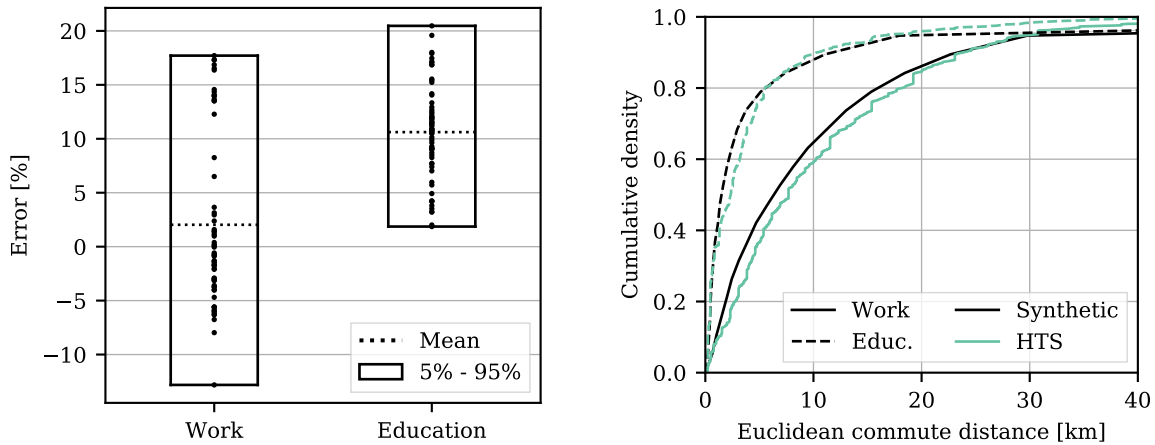 20
15
10
5
0
−5
−10
Error [%]
Work
Education
Mean
5% - 95%
1.0
0.8
0.6
0.4
0.2
0.0
Cumulative density
Work
Synthetic
Educ.
HTS
0
10
20
30
40
Euclidean commute distance [km]